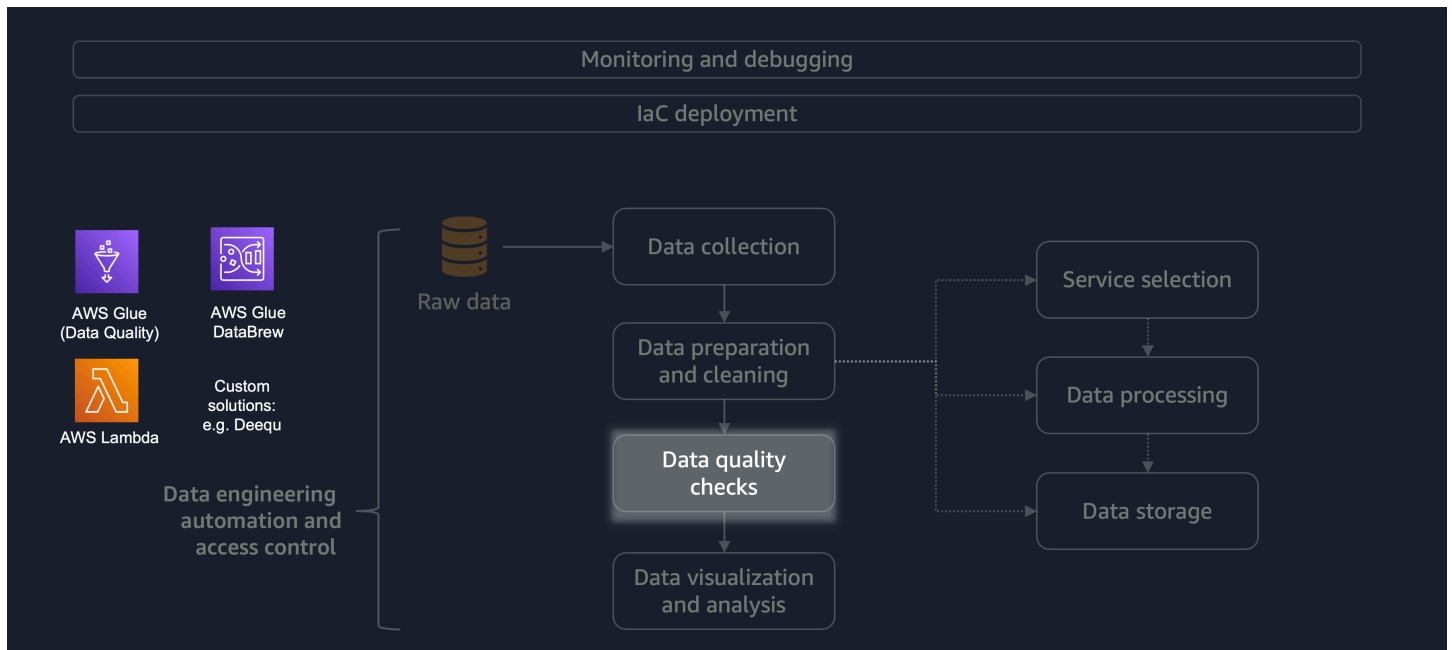 Monitoring and debugging
IaC deployment
AWS Glue
(Data Quality)
AWS Glue
DataBrew
AWS Lambda
Custom
solutions:
e.g. Deequ
Data engineering
automation and
access control
Raw data
Data collection
Data preparation
and cleaning
Data quality
checks
Data visualization
and analysis
Service selection
Data processing
Data storage